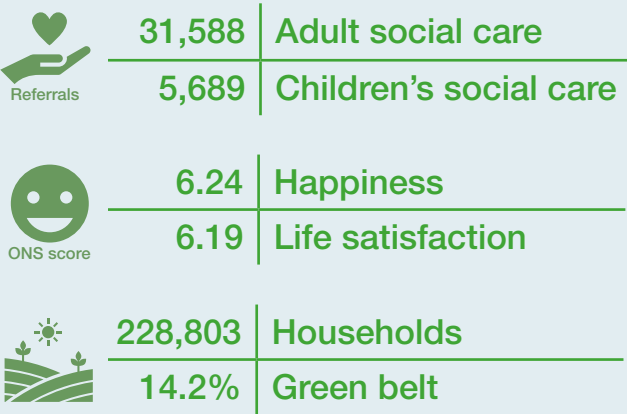 31,588 Adult social care
Referrals
5,689 Children's social care
6.24 Happiness
ONS score
6.19 Life satisfaction
228,803 Households
14.2% Green belt